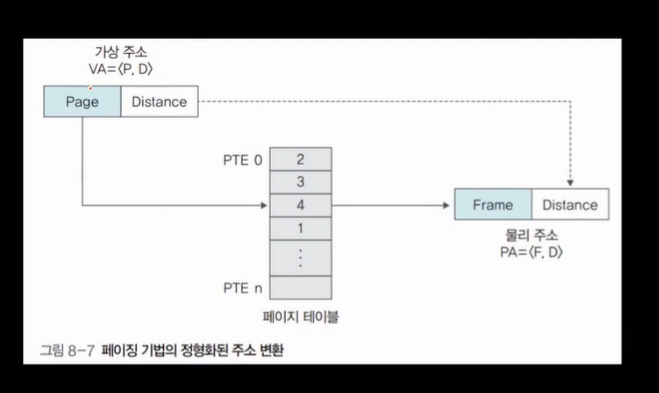 가상 주소
VA=⟨P, D⟩
Page Distance
PTE 0 2
3
4
1
⋮
PTE n
페이지 테이블
Frame Distance
물리 주소
PA=⟨F, D⟩
그림 8-7 페이징 기법의 정형화된 주소 변환